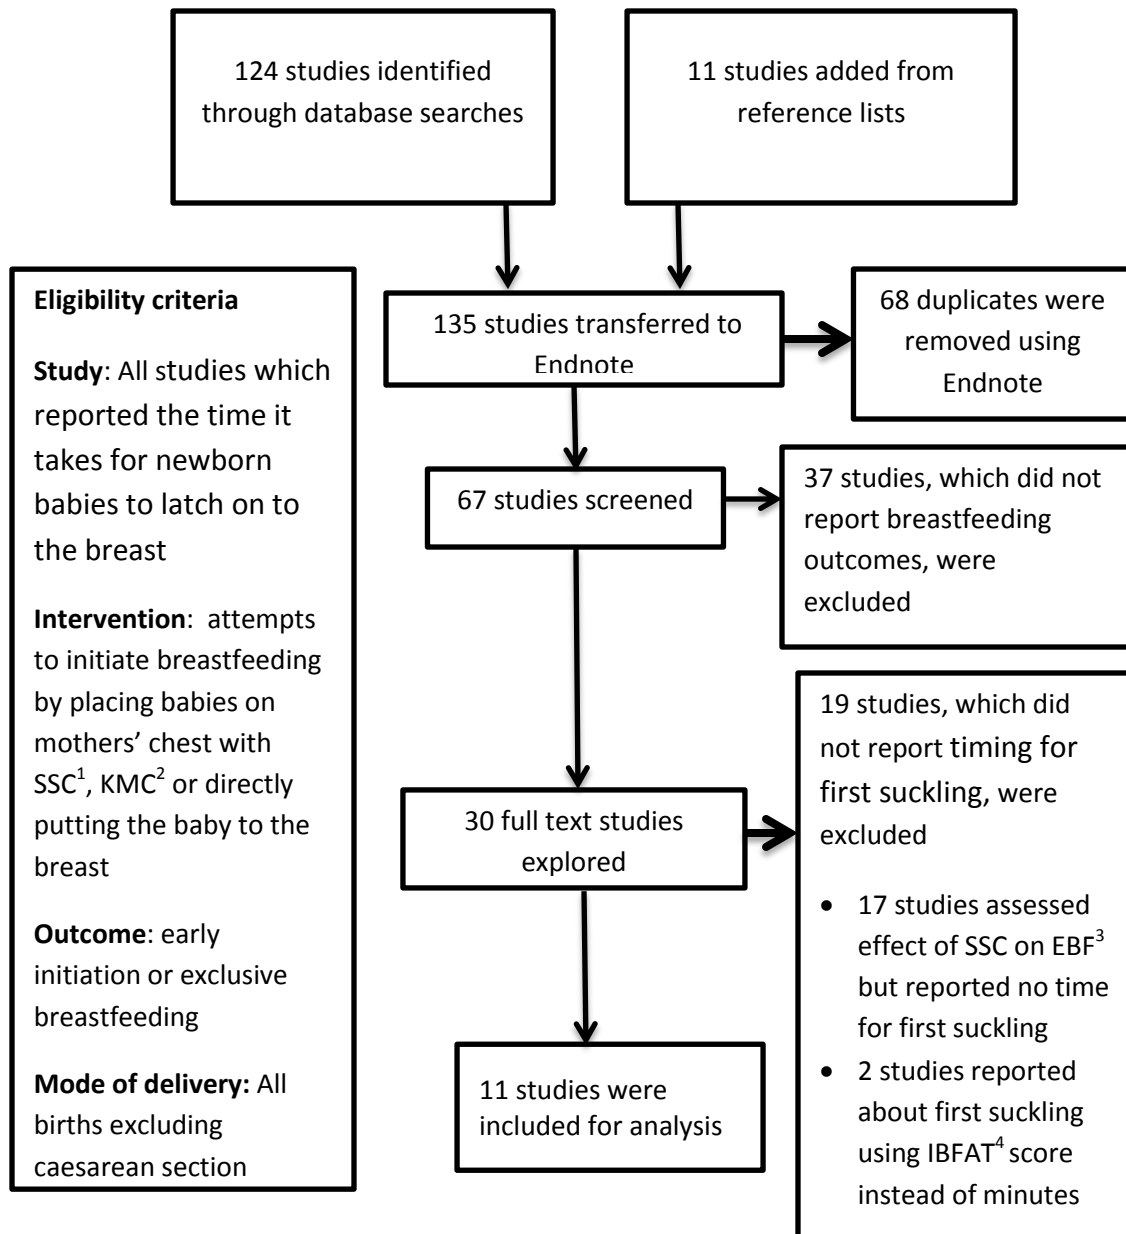 124 studies identified
through database searches
11 studies added from
reference lists
Eligibility criteria
Study: All studies which
reported the time it
takes for newborn
babies to latch on to
the breast
Intervention:  attempts
to initiate breastfeeding
by placing babies on
mothers’ chest with
SSC¹, KMC² or directly
putting the baby to the
breast
Outcome: early
initiation or exclusive
breastfeeding
Mode of delivery: All
births excluding
caesarean section
135 studies transferred to
Endnote
68 duplicates were
removed using
Endnote
67 studies screened
37 studies, which did not
report breastfeeding
outcomes, were
excluded
30 full text studies
explored
19 studies, which did
not report timing for
first suckling, were
excluded
• 17 studies assessed
effect of SSC on EBF³
but reported no time
for first suckling
• 2 studies reported
about first suckling
using IBFAT⁴ score
instead of minutes
11 studies were
included for analysis